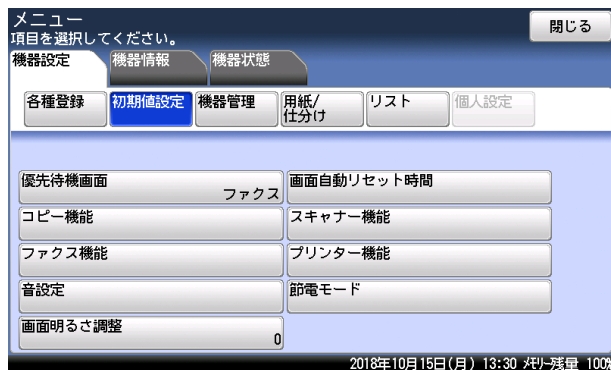 メニュー
閉じる
項目を選択してください。
機器設定 機器情報 機器状態
各種登録 初期値設定 機器管理 用紙/ リスト 個人設定
仕分け
優先待機画面 画面自動リセット時間
ファクス
コピー機能 スキャナー機能
ファクス機能 プリンター機能
音設定 節電モード
画面明るさ調整
0
2018年10月15日(月) 13:30 ﾒﾓﾘｰ残量 100%